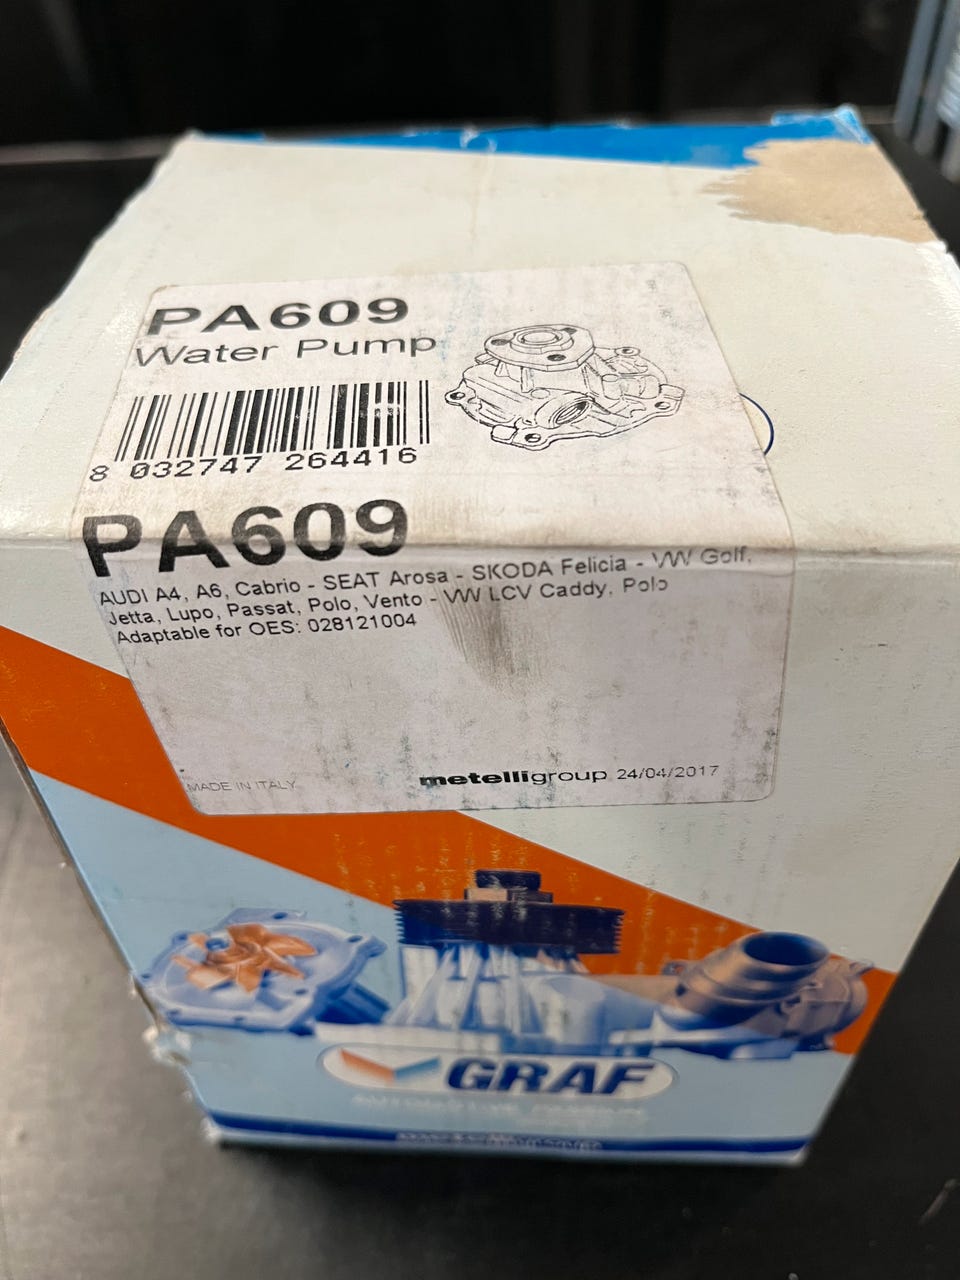 PA609
Water Pump
8 032747 264416
PA609
AUDI A4, A6, Cabrio - SEAT Arosa - SKODA Felicia - VW Golf,
Jetta, Lupo, Passat, Polo, Vento - VW LCV Caddy, Polo
Adaptable for OES: 028121004
MADE IN ITALY
metelligroup 24/04/2017
GRAF